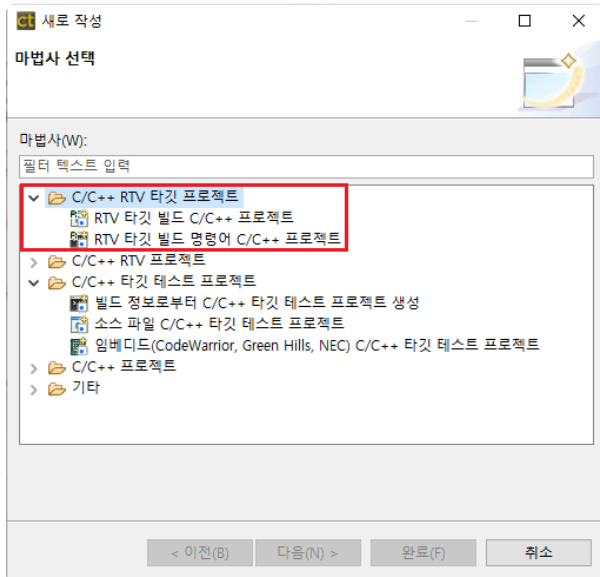 ct 새로 작성
마법사 선택
마법사(W):
필터 텍스트 입력
C/C++ RTV 타깃 프로젝트
RTV 타깃 빌드 C/C++ 프로젝트
RTV 타깃 빌드 명령어 C/C++ 프로젝트
C/C++ RTV 프로젝트
C/C++ 타깃 테스트 프로젝트
빌드 정보로부터 C/C++ 타깃 테스트 프로젝트 생성
소스 파일 C/C++ 타깃 테스트 프로젝트
임베디드(CodeWarrior, Green Hills, NEC) C/C++ 타깃 테스트 프로젝트
C/C++ 프로젝트
기타
< 이전(B) 다음(N) > 완료(F) 취소